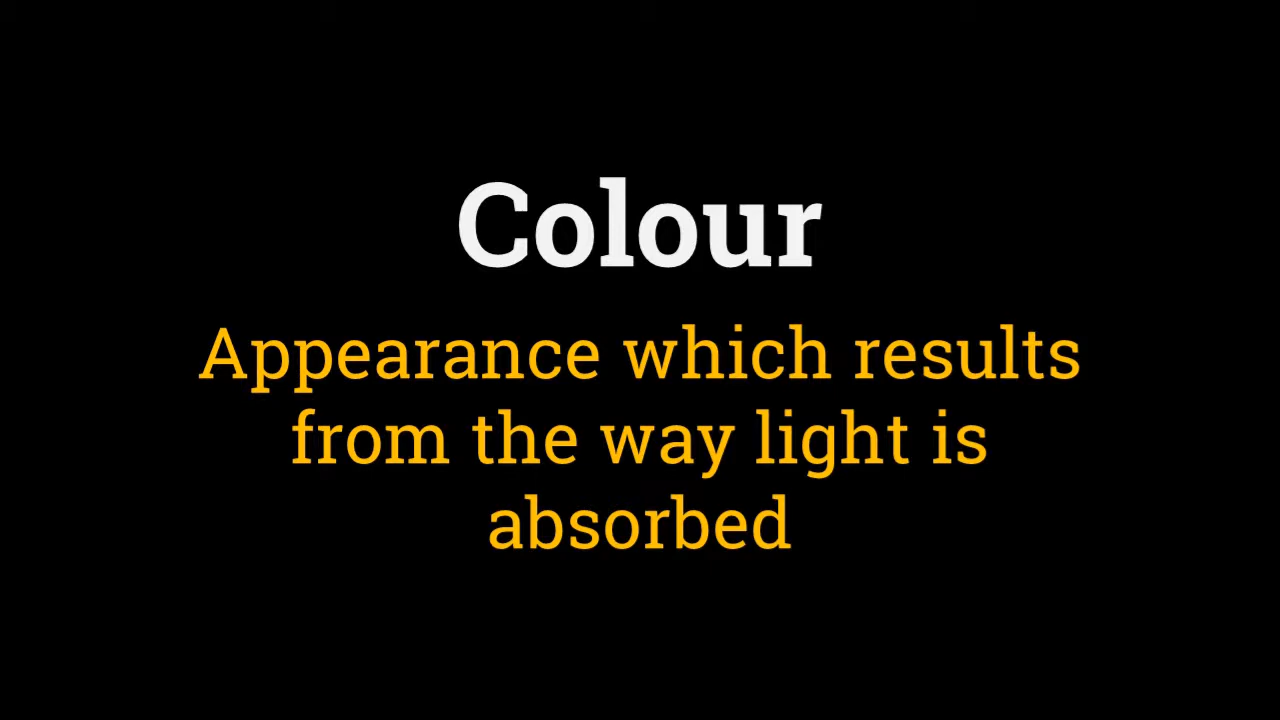 Colour
Appearance which results
from the way light is
absorbed